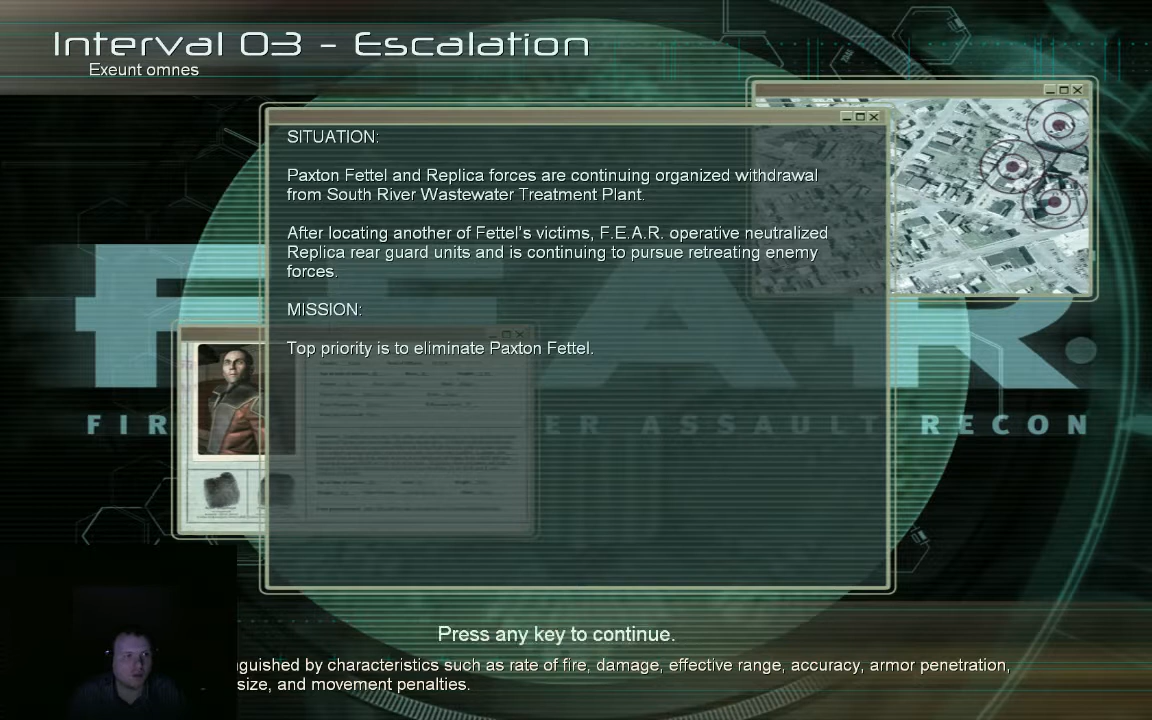 Interval 03 - Escalation
Exeunt omnes
SITUATION:
Paxton Fettel and Replica forces are continuing organized withdrawal
from South River Wastewater Treatment Plant.
After locating another of Fettel's victims, F.E.A.R. operative neutralized
Replica rear guard units and is continuing to pursue retreating enemy
forces.
MISSION:
Top priority is to eliminate Paxton Fettel.
F.E.A.R.
FIR ER ASSAULT RECON
Press any key to continue.
nguished by characteristics such as rate of fire, damage, effective range, accuracy, armor penetration,
size, and movement penalties.